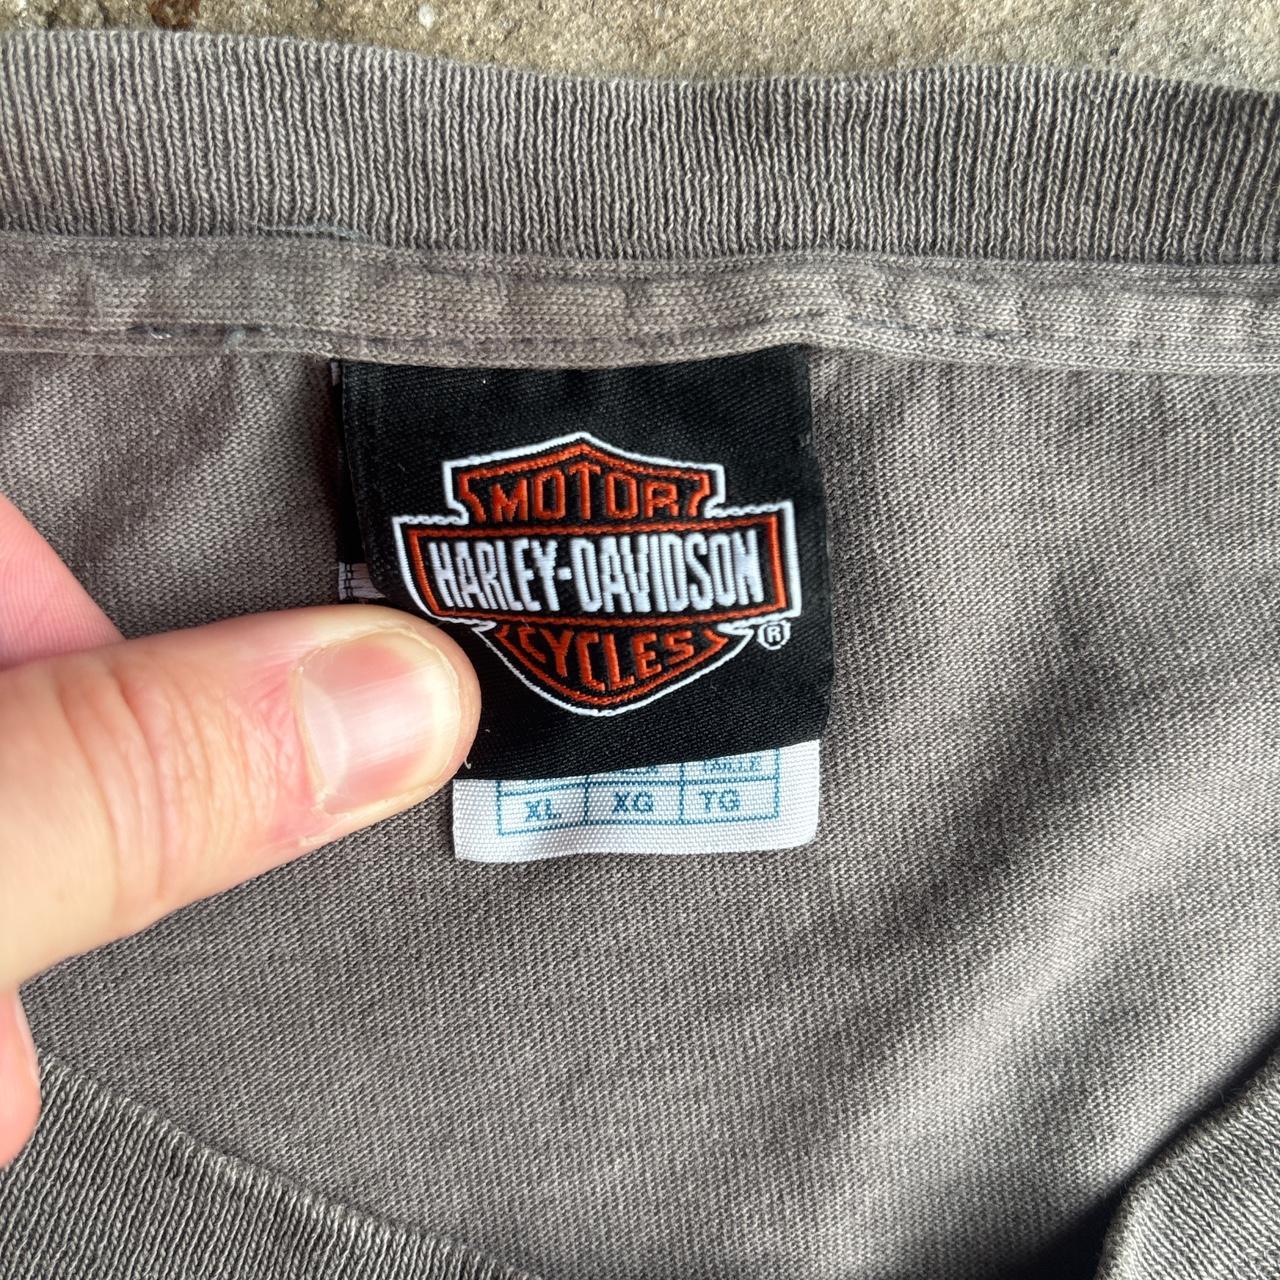 MOTOR
HARLEY-DAVIDSON
®
CYCLES
XL XG TG